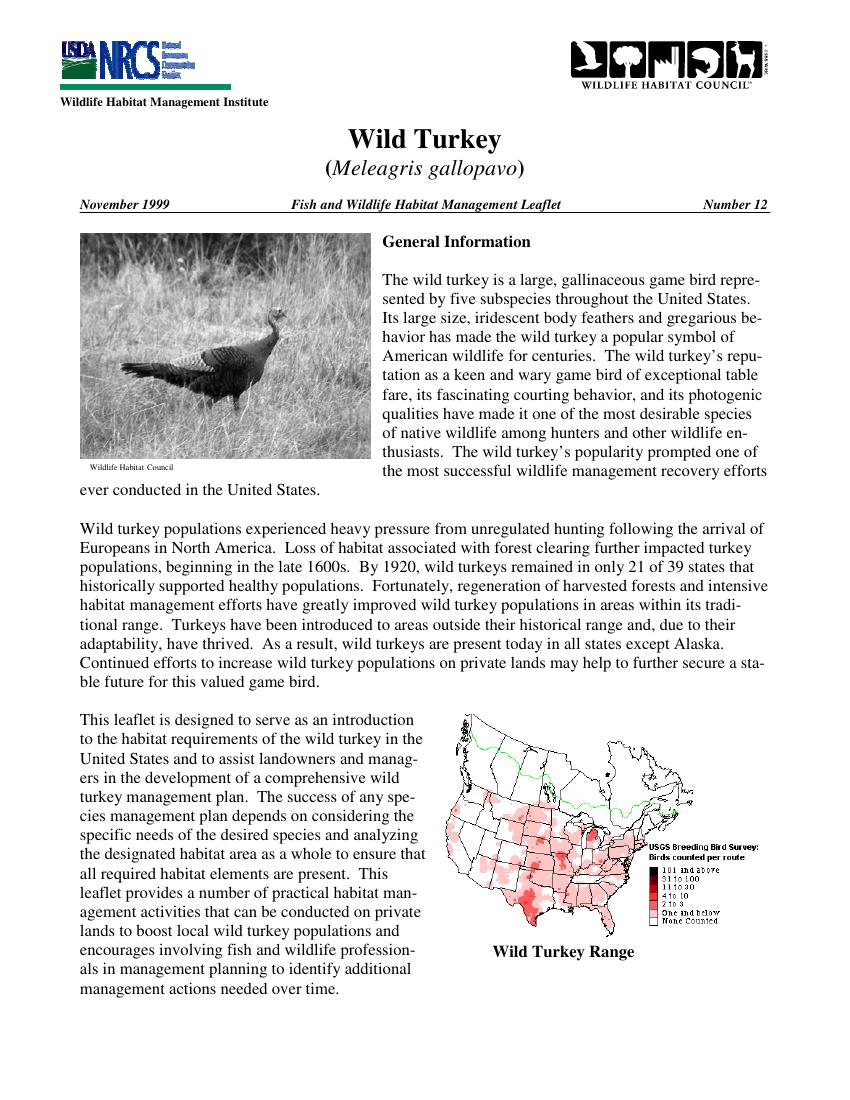 USDA NRCS Natural Resources Conservation Service
WILDLIFE HABITAT COUNCIL
Wildlife Habitat Management Institute
Wild Turkey
(Meleagris gallopavo)
November 1999 Fish and Wildlife Habitat Management Leaflet Number 12
Wildlife Habitat Council
General Information
The wild turkey is a large, gallinaceous game bird repre-
sented by five subspecies throughout the United States.
Its large size, iridescent body feathers and gregarious be-
havior has made the wild turkey a popular symbol of
American wildlife for centuries. The wild turkey's repu-
tation as a keen and wary game bird of exceptional table
fare, its fascinating courting behavior, and its photogenic
qualities have made it one of the most desirable species
of native wildlife among hunters and other wildlife en-
thusiasts. The wild turkey's popularity prompted one of
the most successful wildlife management recovery efforts
ever conducted in the United States.
Wild turkey populations experienced heavy pressure from unregulated hunting following the arrival of
Europeans in North America. Loss of habitat associated with forest clearing further impacted turkey
populations, beginning in the late 1600s. By 1920, wild turkeys remained in only 21 of 39 states that
historically supported healthy populations. Fortunately, regeneration of harvested forests and intensive
habitat management efforts have greatly improved wild turkey populations in areas within its tradi-
tional range. Turkeys have been introduced to areas outside their historical range and, due to their
adaptability, have thrived. As a result, wild turkeys are present today in all states except Alaska.
Continued efforts to increase wild turkey populations on private lands may help to further secure a sta-
ble future for this valued game bird.
This leaflet is designed to serve as an introduction
to the habitat requirements of the wild turkey in the
United States and to assist landowners and manag-
ers in the development of a comprehensive wild
turkey management plan. The success of any spe-
cies management plan depends on considering the
specific needs of the desired species and analyzing
the designated habitat area as a whole to ensure that
all required habitat elements are present. This
leaflet provides a number of practical habitat man-
agement activities that can be conducted on private
lands to boost local wild turkey populations and
encourages involving fish and wildlife profession-
als in management planning to identify additional
management actions needed over time.
USGS Breeding Bird Survey:
Birds counted per route
101 and above
31 to 100
11 to 30
4 to 10
2 to 3
One and below
None Counted
Wild Turkey Range